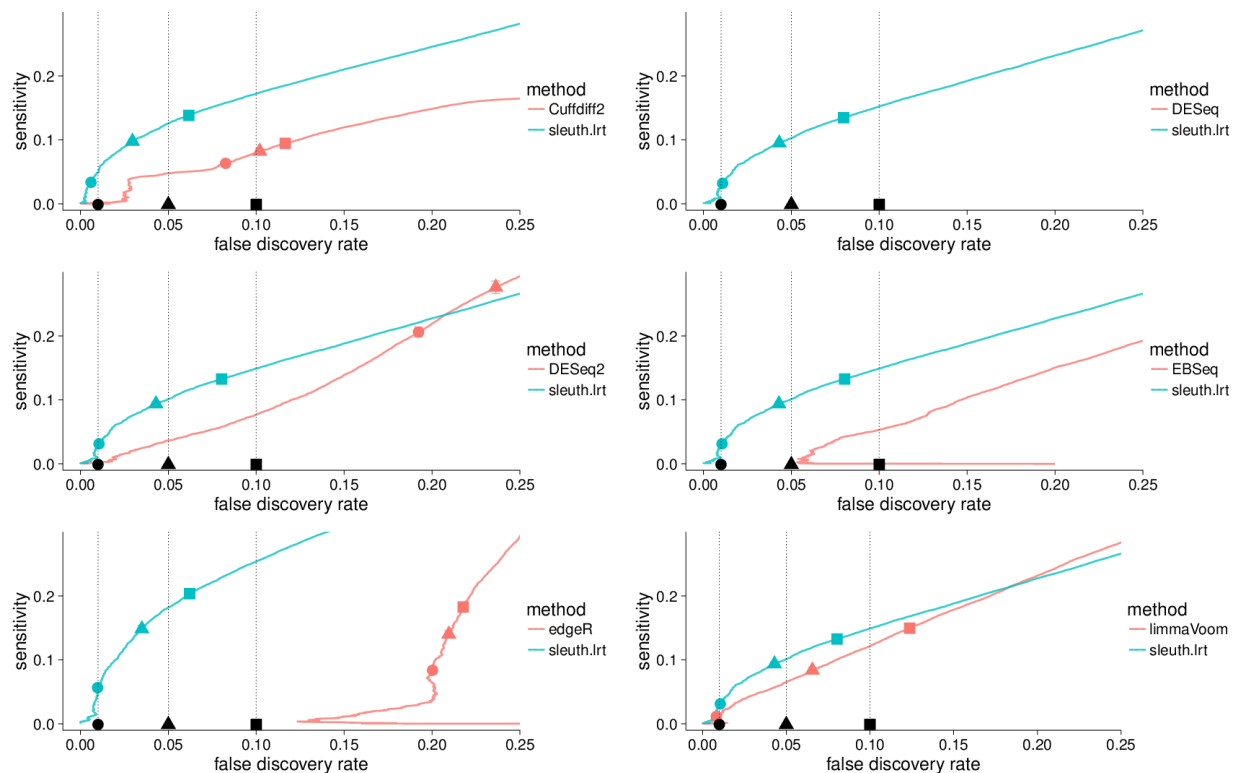 sensitivity
0.2
0.1
0.0
0.00 0.05 0.10 0.15 0.20 0.25
false discovery rate
method
Cuffdiff2
sleuth.lrt
sensitivity
0.2
0.1
0.0
0.00 0.05 0.10 0.15 0.20 0.25
false discovery rate
method
DESeq
sleuth.lrt
sensitivity
0.2
0.1
0.0
0.00 0.05 0.10 0.15 0.20 0.25
false discovery rate
method
DESeq2
sleuth.lrt
sensitivity
0.2
0.1
0.0
0.00 0.05 0.10 0.15 0.20 0.25
false discovery rate
method
EBSeq
sleuth.lrt
sensitivity
0.2
0.1
0.0
0.00 0.05 0.10 0.15 0.20 0.25
false discovery rate
method
edgeR
sleuth.lrt
sensitivity
0.2
0.1
0.0
0.00 0.05 0.10 0.15 0.20 0.25
false discovery rate
method
limmaVoom
sleuth.lrt